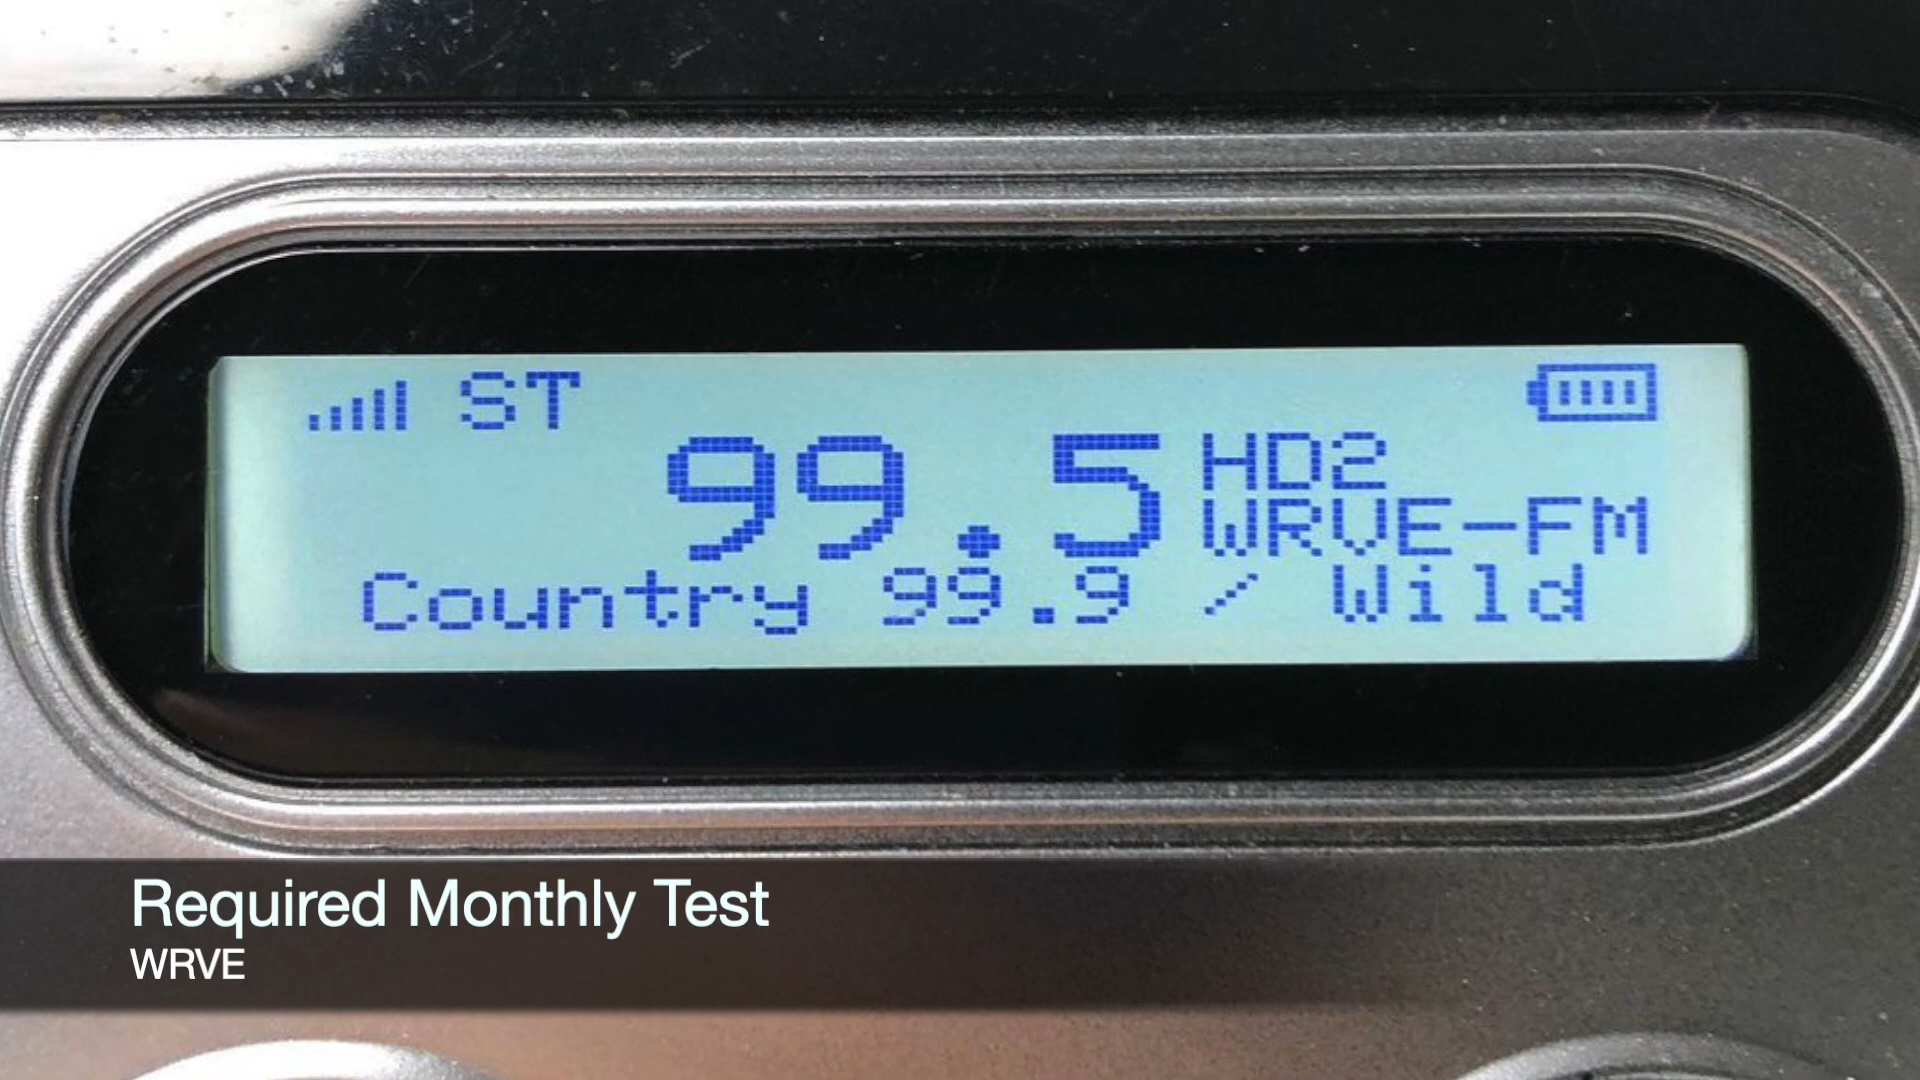 ST
99.5 HD2
WRVE-FM
Country 99.9 / Wild
Required Monthly Test
WRVE